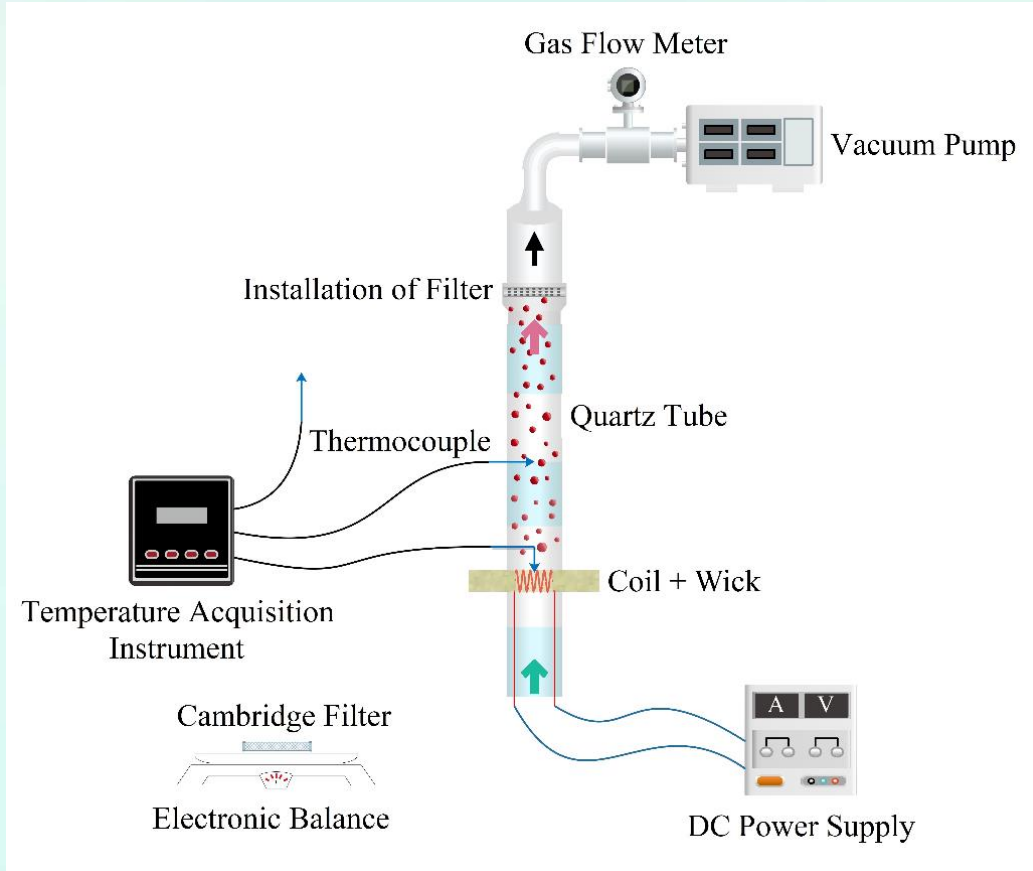 Gas Flow Meter
Vacuum Pump
Installation of Filter
Quartz Tube
Thermocouple
Coil + Wick
Temperature Acquisition
Instrument
Cambridge Filter
A V
Electronic Balance
DC Power Supply